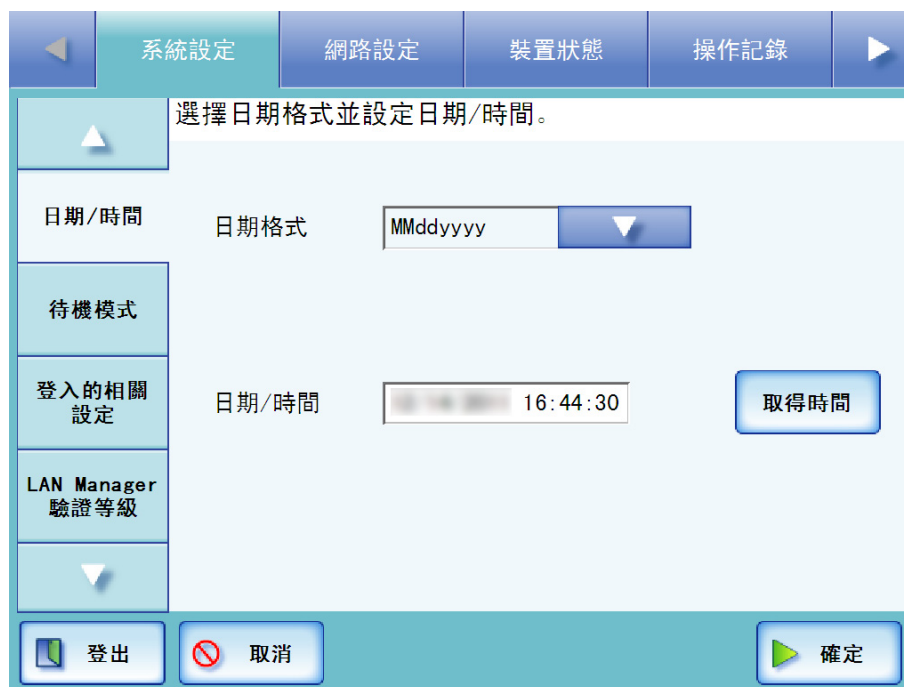 系統設定 網路設定 裝置狀態 操作記錄
選擇日期格式並設定日期/時間。
日期/時間
日期格式 MMddyyyy
待機模式
登入的相關
設定
日期/時間 16:44:30 取得時間
LAN Manager
驗證等級
登出 取消 確定